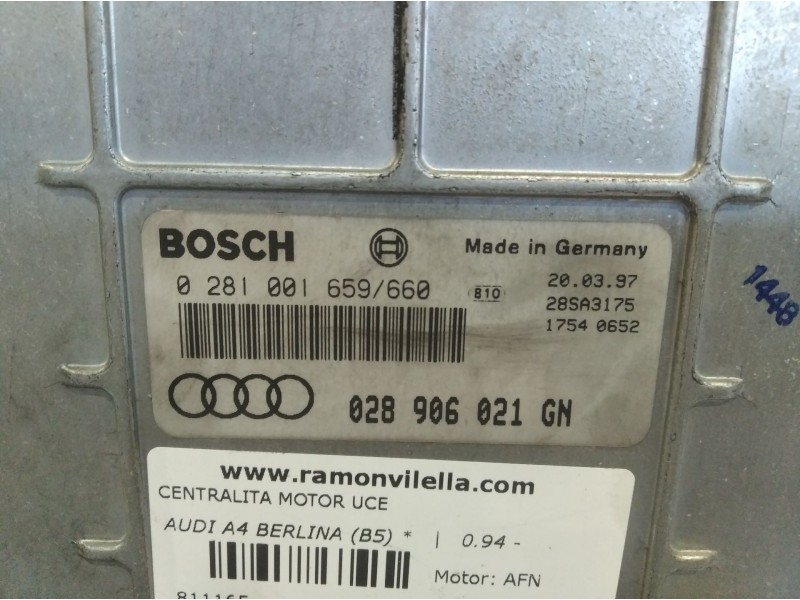 BOSCH
Made in Germany
0 281 001 659/660
810
20.03.97
28SA3175
1754 0652
028 906 021 GN
1448
www.ramonvilella.com
CENTRALITA MOTOR UCE
AUDI A4 BERLINA (B5) * | 0.94 -
Motor: AFN
811165